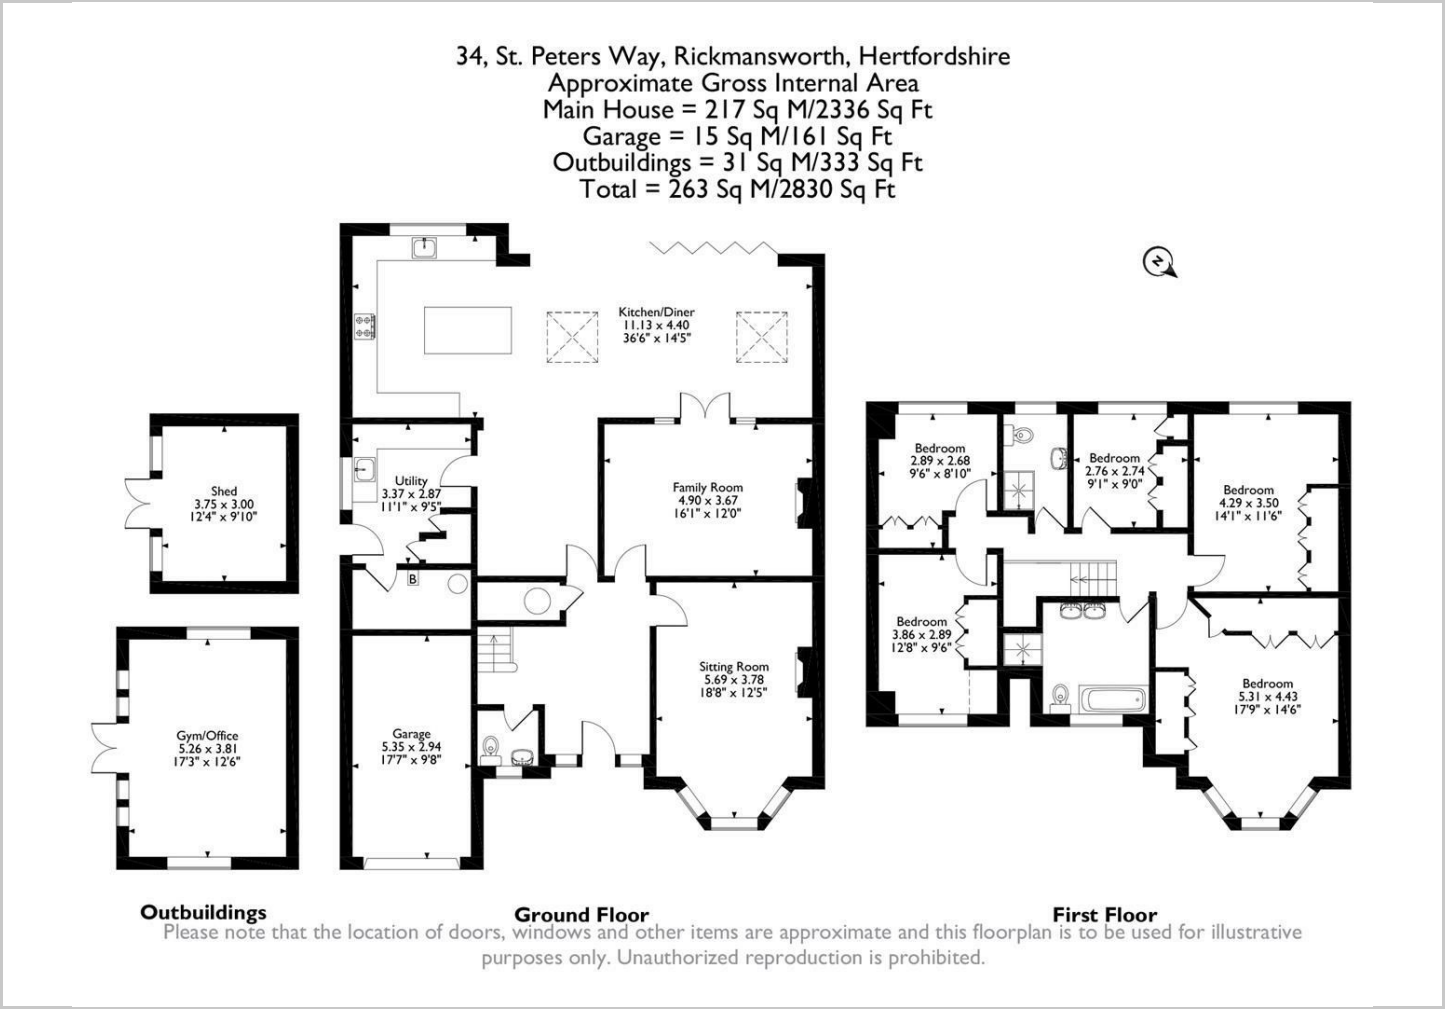 34, St. Peters Way, Rickmansworth, Hertfordshire
Approximate Gross Internal Area
Main House = 217 Sq M/2336 Sq Ft
Garage = 15 Sq M/161 Sq Ft
Outbuildings = 31 Sq M/333 Sq Ft
Total = 263 Sq M/2830 Sq Ft
N
Kitchen/Diner
11.13 x 4.40
36'6" x 14'5"
Shed
3.75 x 3.00
12'4" x 9'10"
Utility
3.37 x 2.87
11'1" x 9'5"
B
Family Room
4.90 x 3.67
16'1" x 12'0"
Gym/Office
5.26 x 3.81
17'3" x 12'6"
Garage
5.35 x 2.94
17'7" x 9'8"
Sitting Room
5.69 x 3.78
18'8" x 12'5"
Bedroom
2.89 x 2.68
9'6" x 8'10"
Bedroom
2.76 x 2.74
9'1" x 9'0"
Bedroom
4.29 x 3.50
14'1" x 11'6"
Bedroom
3.86 x 2.89
12'8" x 9'6"
Bedroom
5.31 x 4.43
17'9" x 14'6"
Outbuildings
Ground Floor
First Floor
Please note that the location of doors, windows and other items are approximate and this floorplan is to be used for illustrative
purposes only. Unauthorized reproduction is prohibited.